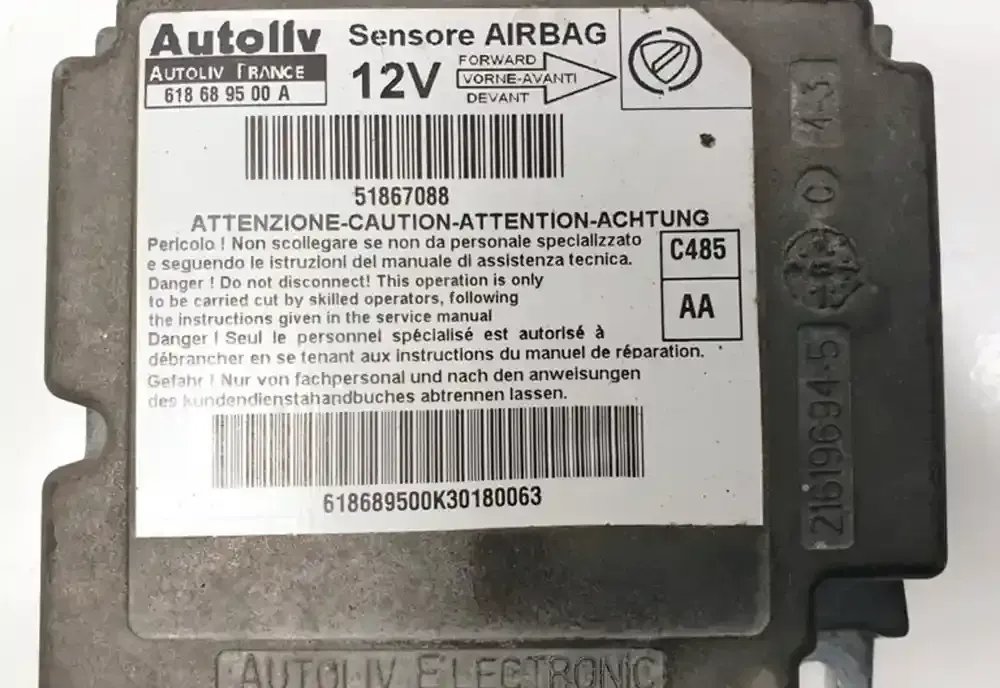 Autoliv Sensore AIRBAG
AUTOLIV FRANCE
618 68 95 00 A
12V
FORWARD
VORNE-AVANTI
DEVANT
51867088
ATTENZIONE-CAUTION-ATTENTION-ACHTUNG
Pericolo ! Non scollegare se non da personale specializzato
e seguendo le istruzioni del manuale di assistenza tecnica.
Danger ! Do not disconnect! This operation is only
to be carried cut by skilled operators, following
the instructions given in the service manual
Danger ! Seul le personnel spécialisé est autorisé à
débrancher en se tenant aux instructions du manuel de réparation.
Gefahr ! Nur von fachpersonal und nach den anweisungen
des kundendienstahandbuches abtrennen lassen.
C485
AA
618689500K30180063
4-3
0
21619694-5
AUTOLIV ELECTRONIC